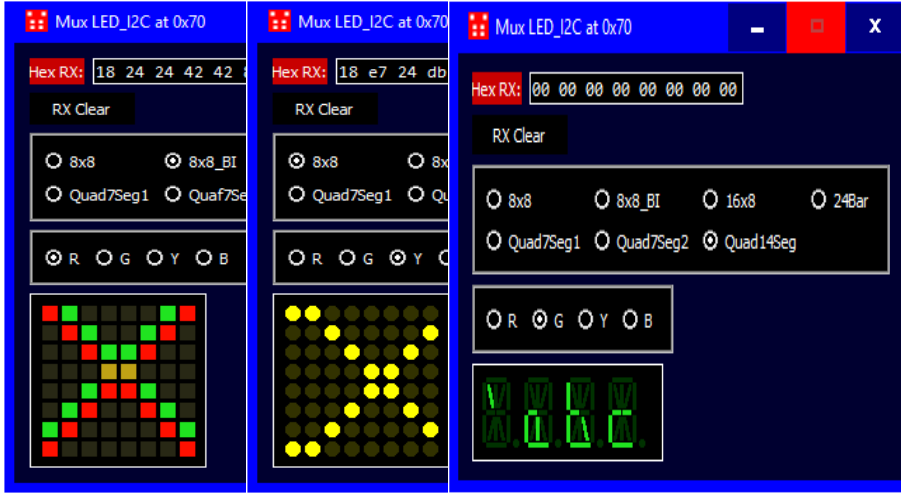 Mux LED_I2C at 0x70
Hex RX: 18 24 24 42 42
RX Clear
8x8 8x8_BI
Quad7Seg1 Quaf7Se
R G Y B
Mux LED_I2C at 0x70
Hex RX: 18 e7 24 db
RX Clear
8x8 8x
Quad7Seg1 Qu
R G Y
Mux LED_I2C at 0x70
Hex RX: 00 00 00 00 00 00 00 00
RX Clear
8x8 8x8_BI 16x8 24Bar
Quad7Seg1 Quad7Seg2 Quad14Seg
R G Y B